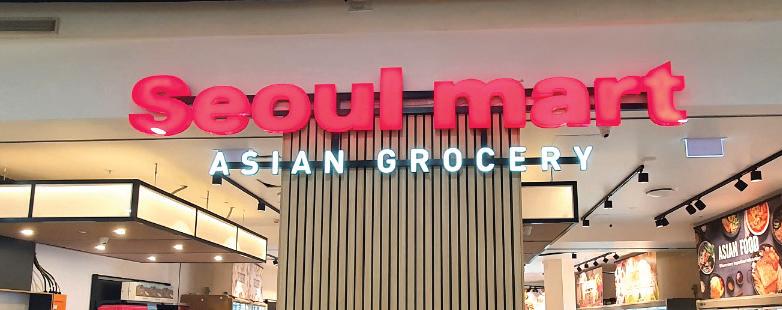 Seoul mart
ASIAN GROCERY
ASIAN FOOD